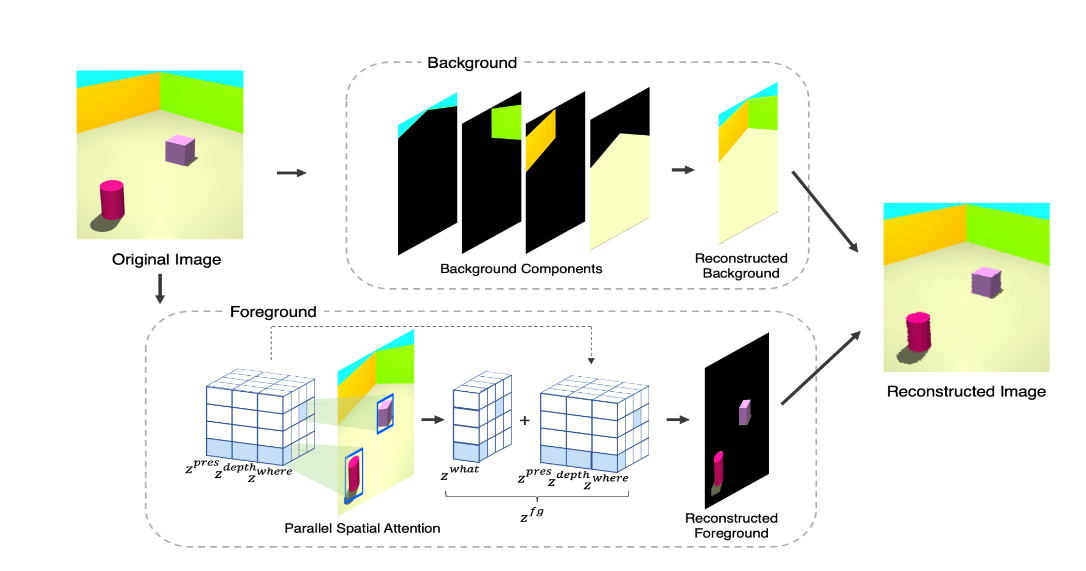 Background
Original Image
Background Components
Reconstructed
Background
Reconstructed Image
Foreground
z^pres z^depth z^where
z^what
+
z^pres z^depth z^where
z^fg
Parallel Spatial Attention
Reconstructed
Foreground